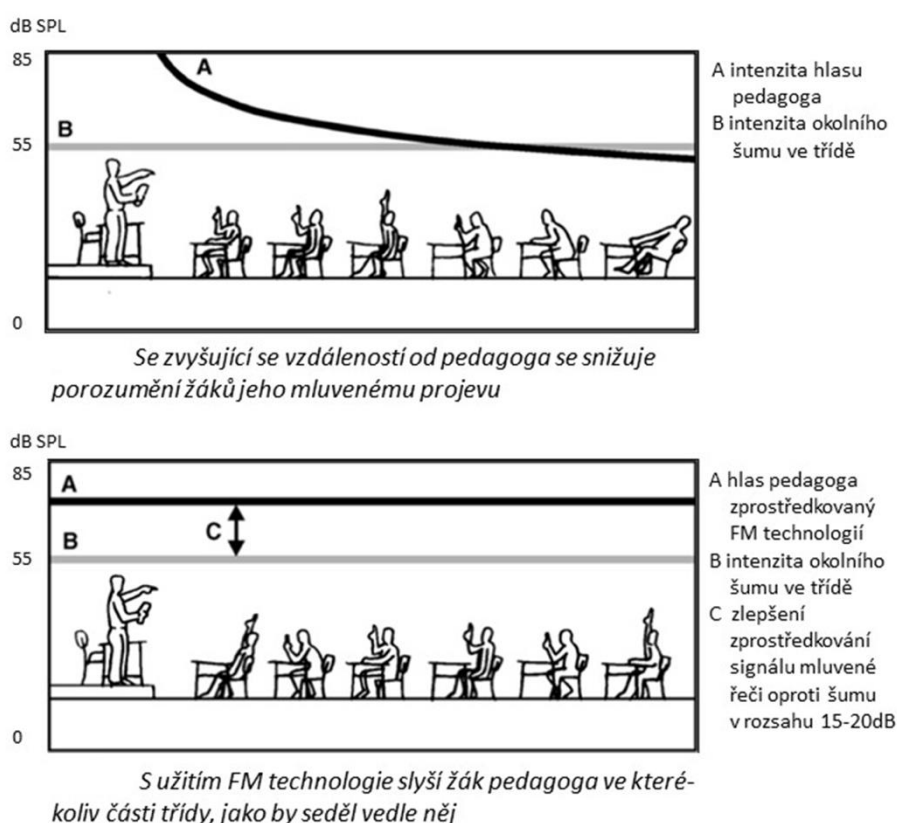 dB SPL
85
A
B
55
0
A intenzita hlasu
pedagoga
B intenzita okolního
šumu ve třídě
Se zvyšující se vzdáleností od pedagoga se snižuje
porozumění žáků jeho mluvenému projevu
dB SPL
85
A
C
B
55
0
A hlas pedagoga
zprostředkovaný
FM technologií
B intenzita okolního
šumu ve třídě
C zlepšení
zprostředkování
signálu mluvené
řeči oproti šumu
v rozsahu 15-20dB
S užitím FM technologie slyší žák pedagoga ve které-
koliv části třídy, jako by seděl vedle něj